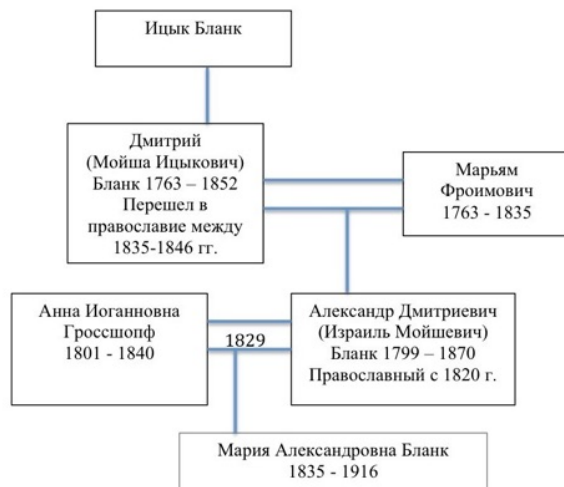 Ицык Бланк
Дмитрий
(Мойша Ицыкович)
Бланк 1763 – 1852
Перешел в
православие между
1835-1846 гг.
Марьям
Фроимович
1763 - 1835
Анна Иоганновна
Гроссшопф
1801 - 1840
1829
Александр Дмитриевич
(Израиль Мойшевич)
Бланк 1799 – 1870
Православный с 1820 г.
Мария Александровна Бланк
1835 - 1916